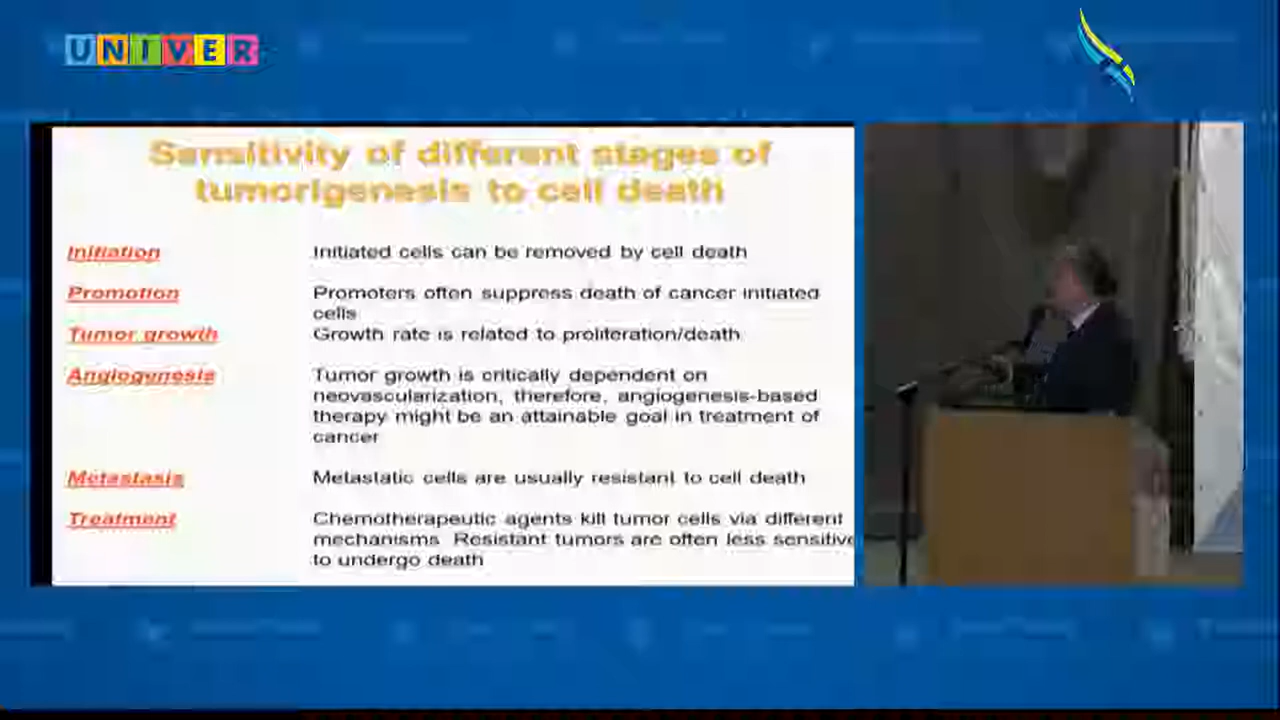 UNIVER
Sensitivity of different stages of
tumorigenesis to cell death
Initiation Initiated cells can be removed by cell death
Promotion Promoters often suppress death of cancer initiated
cells
Tumor growth Growth rate is related to proliferation/death
Angiogenesis Tumor growth is critically dependent on
neovascularization, therefore, angiogenesis-based
therapy might be an attainable goal in treatment of
cancer
Metastasis Metastatic cells are usually resistant to cell death
Treatment Chemotherapeutic agents kill tumor cells via different
mechanisms Resistant tumors are often less sensitive
to undergo death